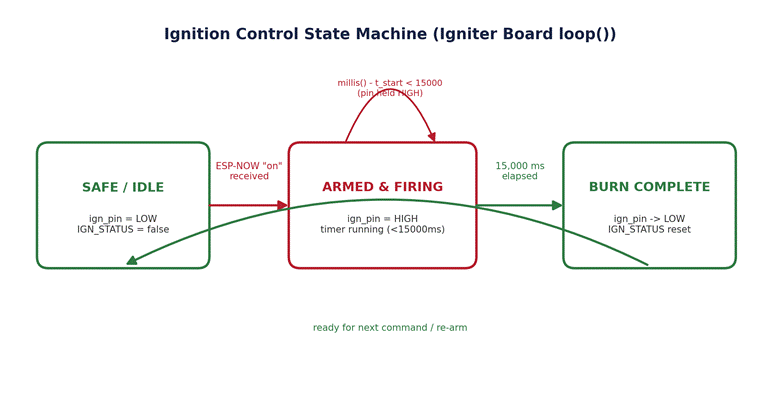 Ignition Control State Machine (Igniter Board loop())
millis() - t_start < 15000
(pin held HIGH)
ESP-NOW "on"
received
15,000 ms
elapsed
SAFE / IDLE
ign_pin = LOW
IGN_STATUS = false
ARMED & FIRING
ign_pin = HIGH
timer running (<15000ms)
BURN COMPLETE
ign_pin -> LOW
IGN_STATUS reset
ready for next command / re-arm